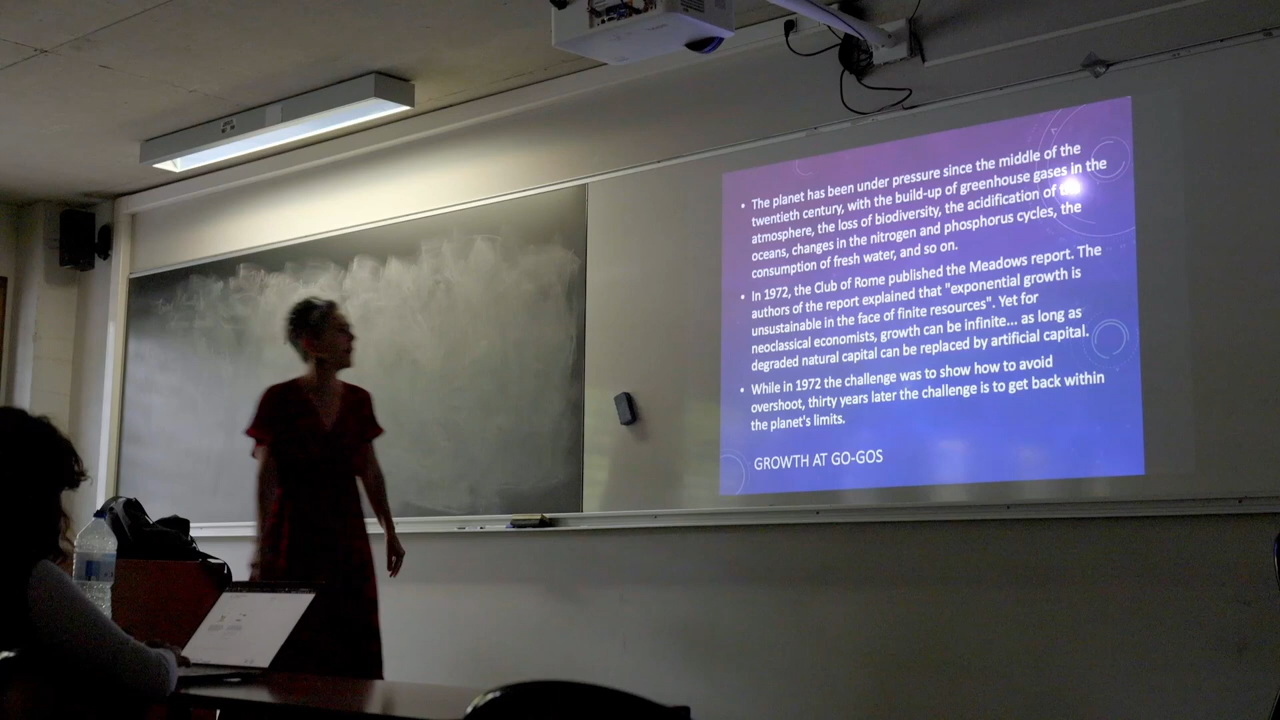 • The planet has been under pressure since the middle of the
twentieth century, with the build-up of greenhouse gases in the
atmosphere, the loss of biodiversity, the acidification of the
oceans, changes in the nitrogen and phosphorus cycles, the
consumption of fresh water, and so on.
• In 1972, the Club of Rome published the Meadows report. The
authors of the report explained that "exponential growth is
unsustainable in the face of finite resources". Yet for
neoclassical economists, growth can be infinite... as long as
degraded natural capital can be replaced by artificial capital.
• While in 1972 the challenge was to show how to avoid
overshoot, thirty years later the challenge is to get back within
the planet's limits.
GROWTH AT GO-GOS